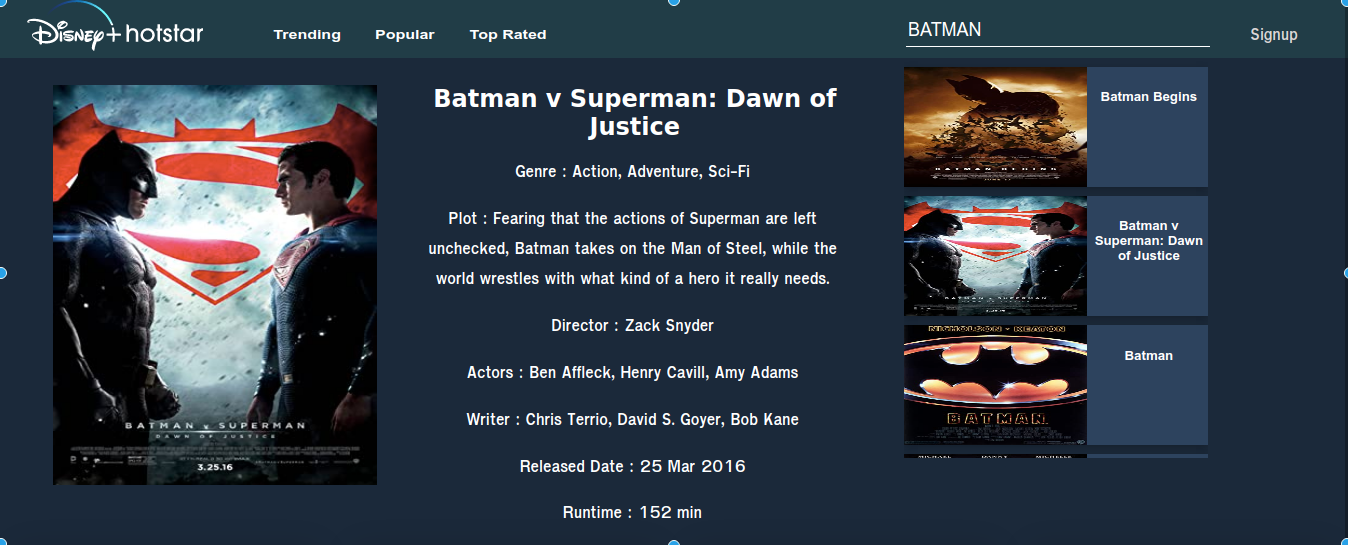 Disney+ hotstar
Trending
Popular
Top Rated
BATMAN
Signup
Batman v Superman: Dawn of
Justice
Genre : Action, Adventure, Sci-Fi
Plot : Fearing that the actions of Superman are left
unchecked, Batman takes on the Man of Steel, while the
world wrestles with what kind of a hero it really needs.
Director : Zack Snyder
Actors : Ben Affleck, Henry Cavill, Amy Adams
Writer : Chris Terrio, David S. Goyer, Bob Kane
Released Date : 25 Mar 2016
Runtime : 152 min
BATMAN v SUPERMAN
DAWN OF JUSTICE
3.25.16
Batman Begins
BATMAN BEGINS
Batman v
Superman: Dawn
of Justice
BATMAN v SUPERMAN
NICHOLSON · KEATON
BATMAN
Batman